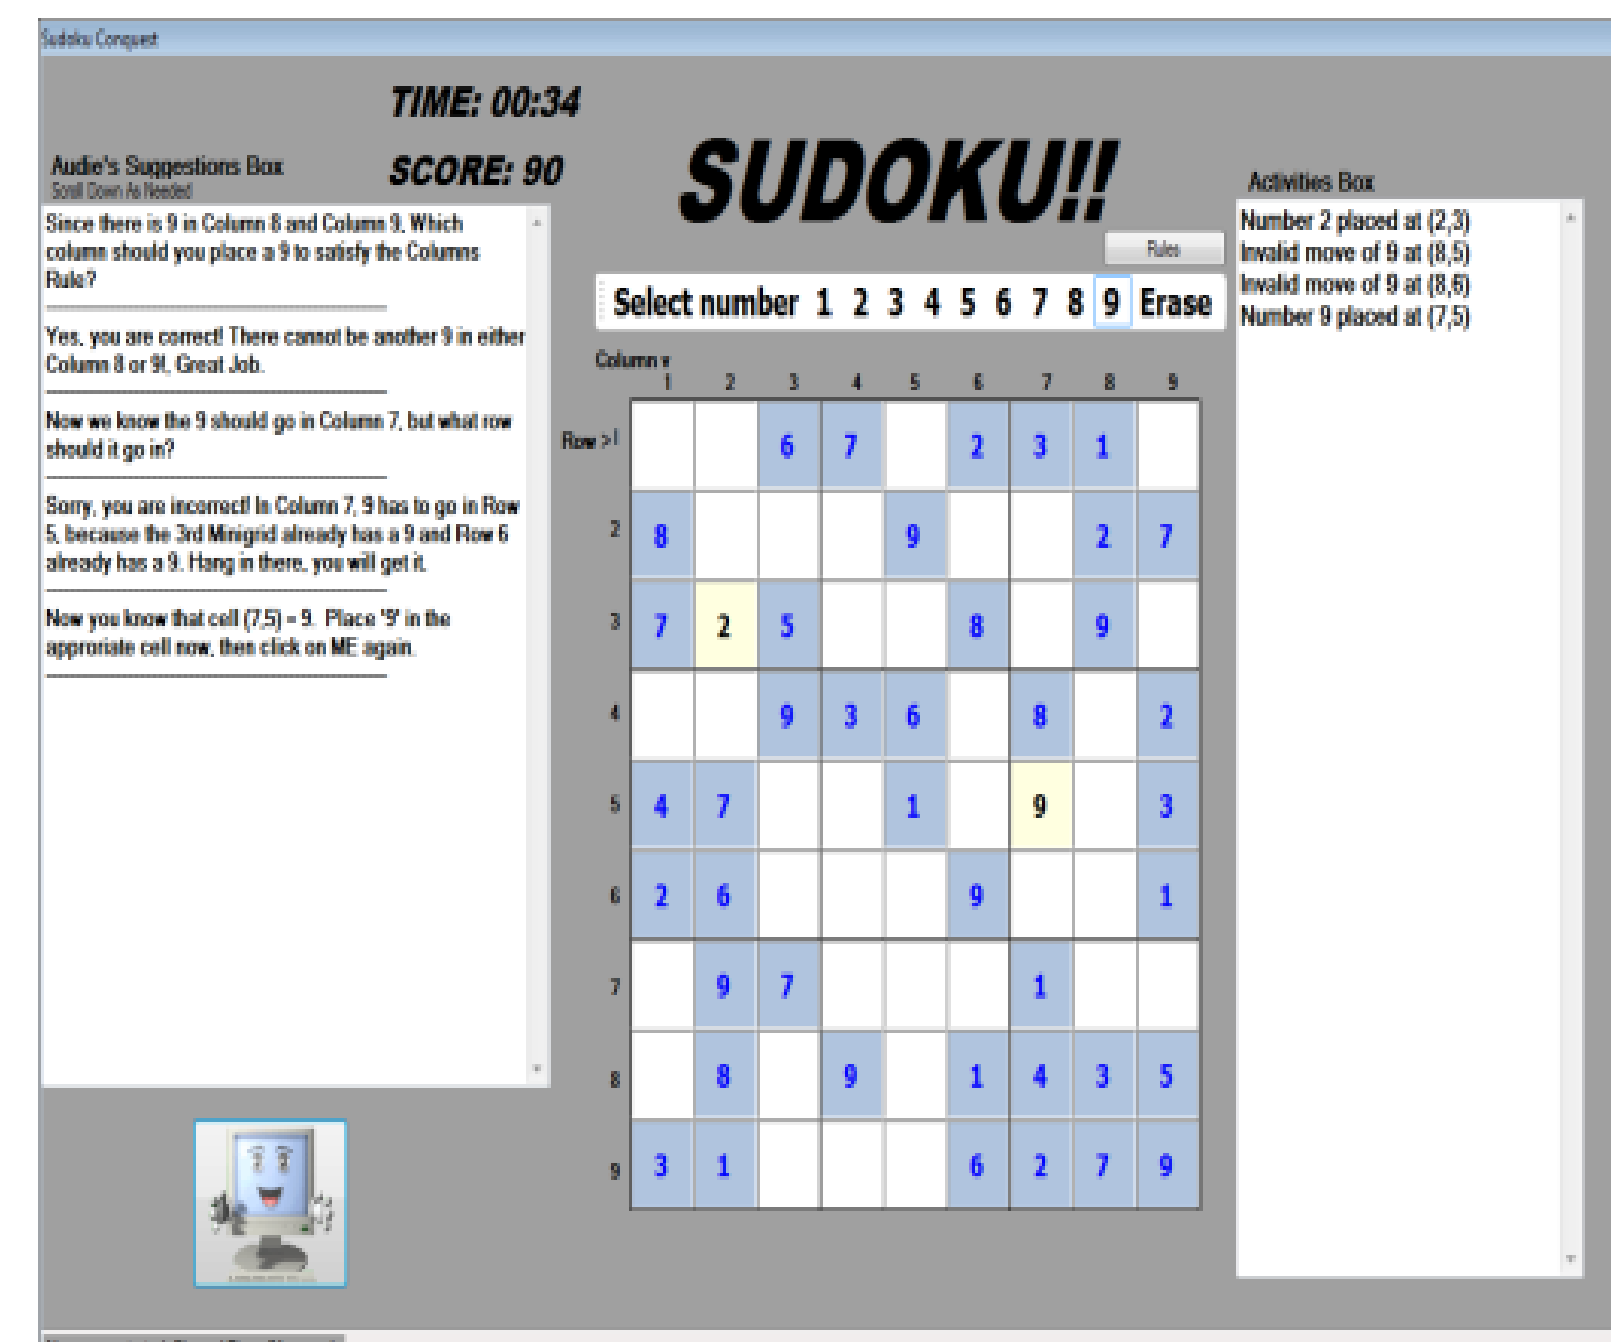 Sudoku Conquest
TIME: 00:34
SCORE: 90
SUDOKU!!
Audie's Suggestions Box
Scroll Down As Needed
Since there is 9 in Column 8 and Column 9, Which
column should you place a 9 to satisfy the Columns
Rule?
Yes, you are correct! There cannot be another 9 in either
Column 8 or 9!, Great Job.
Now we know the 9 should go in Column 7, but what row
should it go in?
Sorry, you are incorrect! In Column 7, 9 has to go in Row
5, because the 3rd Minigrid already has a 9 and Row 6
already has a 9. Hang in there, you will get it.
Now you know that cell (7,5) = 9. Place '9' in the
approriate cell now, then click on ME again.
Rules
Select number 1 2 3 4 5 6 7 8 9 Erase
Column v
1 2 3 4 5 6 7 8 9
Row > 1 6 7 2 3 1
2 8 9 2 7
3 7 2 5 8 9
4 9 3 6 8 2
5 4 7 1 9 3
6 2 6 9 1
7 9 7 1
8 8 9 1 4 3 5
9 3 1 6 2 7 9
Activities Box
Number 2 placed at (2,3)
Invalid move of 9 at (8,5)
Invalid move of 9 at (8,6)
Number 9 placed at (7,5)